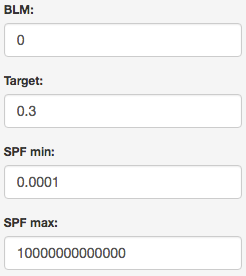 BLM:
0
Target:
0.3
SPF min:
0.0001
SPF max:
10000000000000